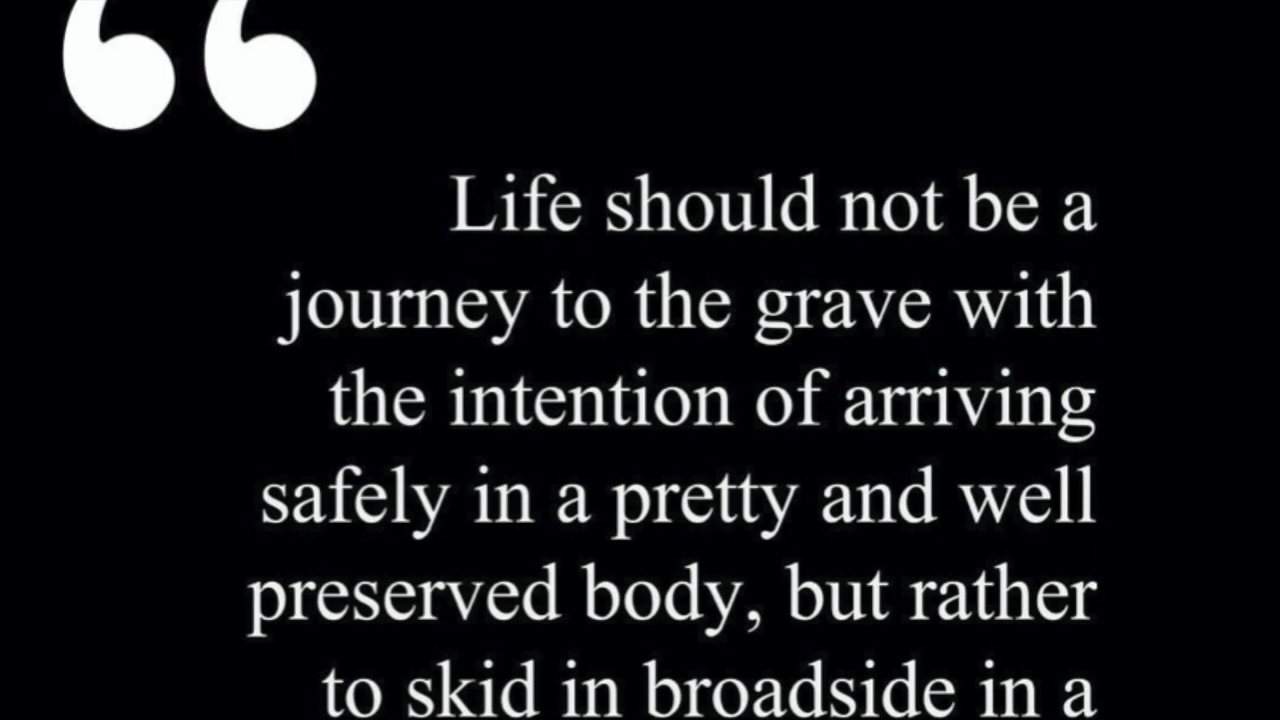 “
Life should not be a
journey to the grave with
the intention of arriving
safely in a pretty and well
preserved body, but rather
to skid in broadside in a